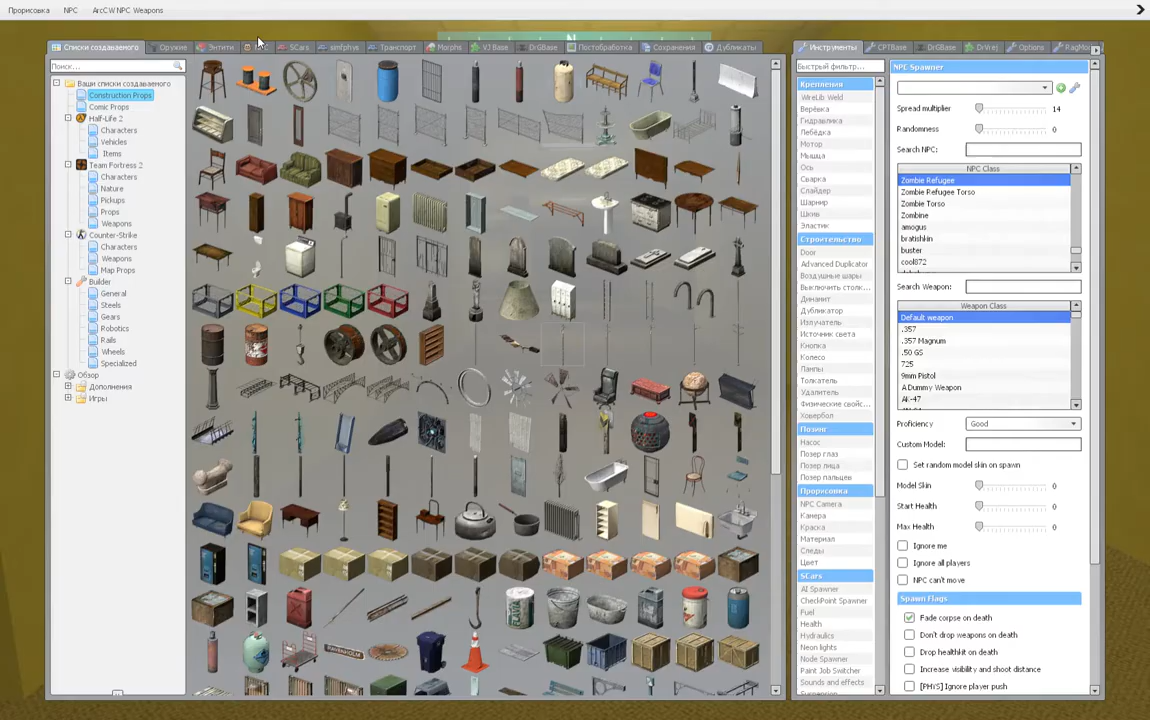 Прорисовка NPC ArcCW NPC Weapons
Списки создаваемого Оружие Энтити NPC SCars simfphys Транспорт Morphs VJ Base DrGBase Постобработка Сохранения Дубликаты
Поиск...
Ваши списки создаваемого
Construction Props
Comic Props
Half-Life 2
Characters
Vehicles
Items
Team Fortress 2
Characters
Nature
Pickups
Props
Weapons
Counter-Strike
Characters
Weapons
Map Props
Builder
General
Steels
Gears
Robotics
Rails
Wheels
Specialized
Обзор
Дополнения
Игры
RAVENHOLM
Инструменты CPTBase DrGBase DrVrej Options RagMo
Быстрый фильтр...
Крепления
WireLib Weld
Верёвка
Гидравлика
Лебёдка
Мотор
Мышца
Ось
Сварка
Слайдер
Шарнир
Шкив
Эластик
Строительство
Door
Advanced Duplicator
Воздушные шары
Выключить столк...
Динамит
Дубликатор
Излучатель
Источник света
Кнопка
Колесо
Лампы
Толкатель
Удалитель
Физические свойс...
Ховербол
Позинг
Насос
Позер глаз
Позер лица
Позер пальцев
Прорисовка
NPC Camera
Камера
Краска
Материал
Следы
Цвет
SCars
AI Spawner
CheckPoint Spawner
Fuel
Health
Hydraulics
Neon lights
Node Spawner
Paint Job Switcher
Sounds and effects
Suspension
NPC Spawner
Spread multiplier 14
Randomness 0
Search NPC:
NPC Class
Zombie Refugee
Zombie Refugee Torso
Zombie Torso
Zombine
amogus
bratishkin
buster
cool872
Search Weapon:
Weapon Class
Default weapon
.357
.357 Magnum
.50 GS
725
9mm Pistol
A Dummy Weapon
AK-47
Proficiency Good
Custom Model:
Set random model skin on spawn
Model Skin 0
Start Health 0
Max Health 0
Ignore me
Ignore all players
NPC can't move
Spawn Flags
Fade corpse on death
Don't drop weapons on death
Drop healthkit on death
Increase visibility and shoot distance
[PHYS] Ignore player push